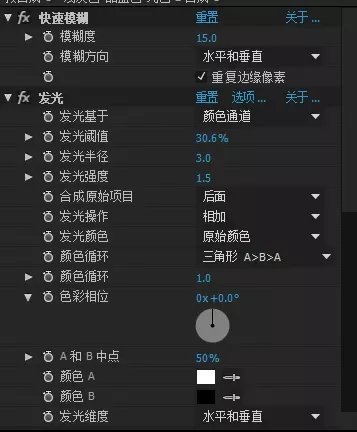 fx 快速模糊 重置 关于...
模糊度 15.0
模糊方向 水平和垂直
重复边缘像素
fx 发光 重置 选项... 关于...
发光基于 颜色通道
发光阈值 30.6%
发光半径 3.0
发光强度 1.5
合成原始项目 后面
发光操作 相加
发光颜色 原始颜色
颜色循环 三角形 A>B>A
颜色循环 1.0
色彩相位 0x+0.0°
A 和 B 中点 50%
颜色 A
颜色 B
发光维度 水平和垂直